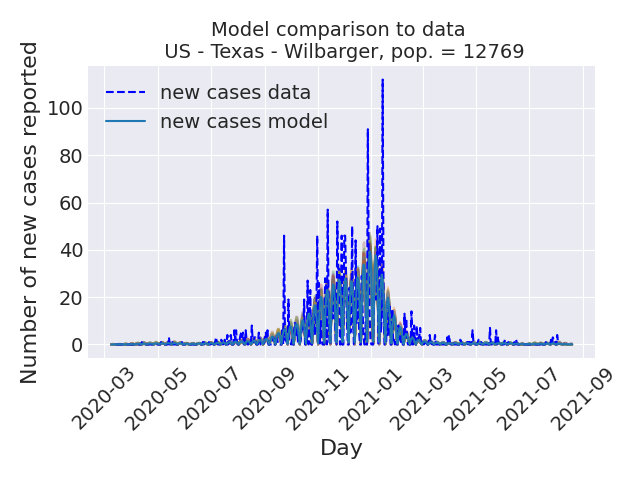 Model comparison to data
US - Texas - Wilbarger, pop. = 12769
Number of new cases reported
100
80
60
40
20
0
new cases data
new cases model
2020-03
2020-05
2020-07
2020-09
2020-11
2021-01
2021-03
2021-05
2021-07
2021-09
Day